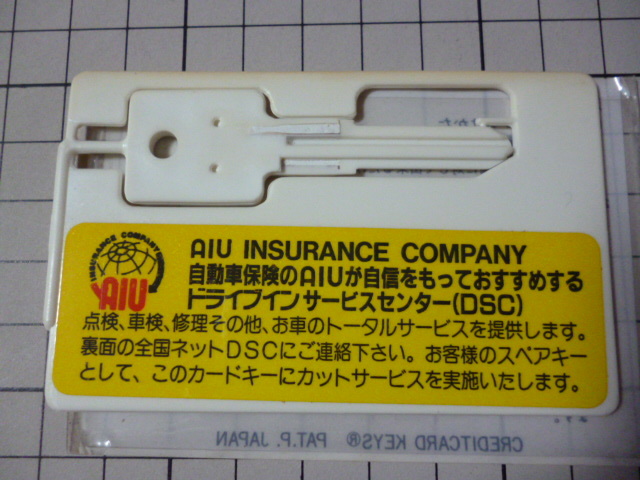 INSURANCE COMPANY
AIU
AIU INSURANCE COMPANY
自動車保険のAIUが自信をもっておすすめする
ドライブインサービスセンター(DSC)
点検、車検、修理その他、お車のトータルサービスを提供します。
裏面の全国ネットDSCにご連絡下さい。お客様のスペアキー
として、このカードキーにカットサービスを実施いたします。
CREDITCARD KEYS® PAT.P. JAPAN